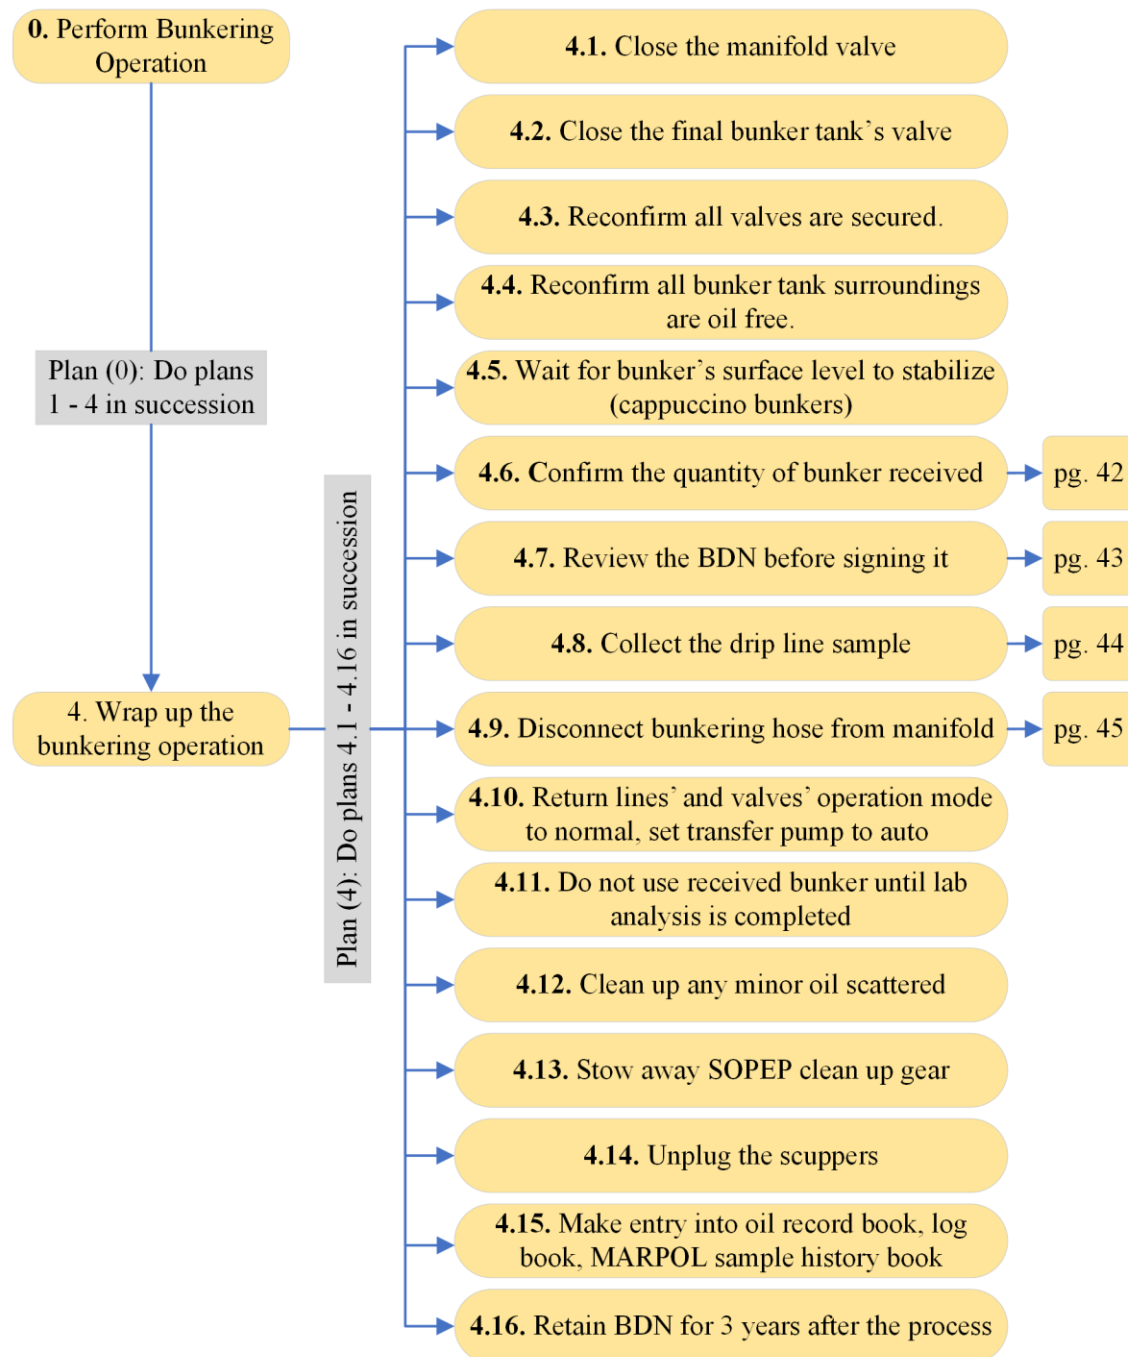 0. Perform Bunkering
Operation
Plan (0): Do plans
1 - 4 in succession
4. Wrap up the
bunkering operation
Plan (4): Do plans 4.1 - 4.16 in succession
4.1. Close the manifold valve
4.2. Close the final bunker tank’s valve
4.3. Reconfirm all valves are secured.
4.4. Reconfirm all bunker tank surroundings
are oil free.
4.5. Wait for bunker’s surface level to stabilize
(cappuccino bunkers)
4.6. Confirm the quantity of bunker received
pg. 42
4.7. Review the BDN before signing it
pg. 43
4.8. Collect the drip line sample
pg. 44
4.9. Disconnect bunkering hose from manifold
pg. 45
4.10. Return lines’ and valves’ operation mode
to normal, set transfer pump to auto
4.11. Do not use received bunker until lab
analysis is completed
4.12. Clean up any minor oil scattered
4.13. Stow away SOPEP clean up gear
4.14. Unplug the scuppers
4.15. Make entry into oil record book, log
book, MARPOL sample history book
4.16. Retain BDN for 3 years after the process